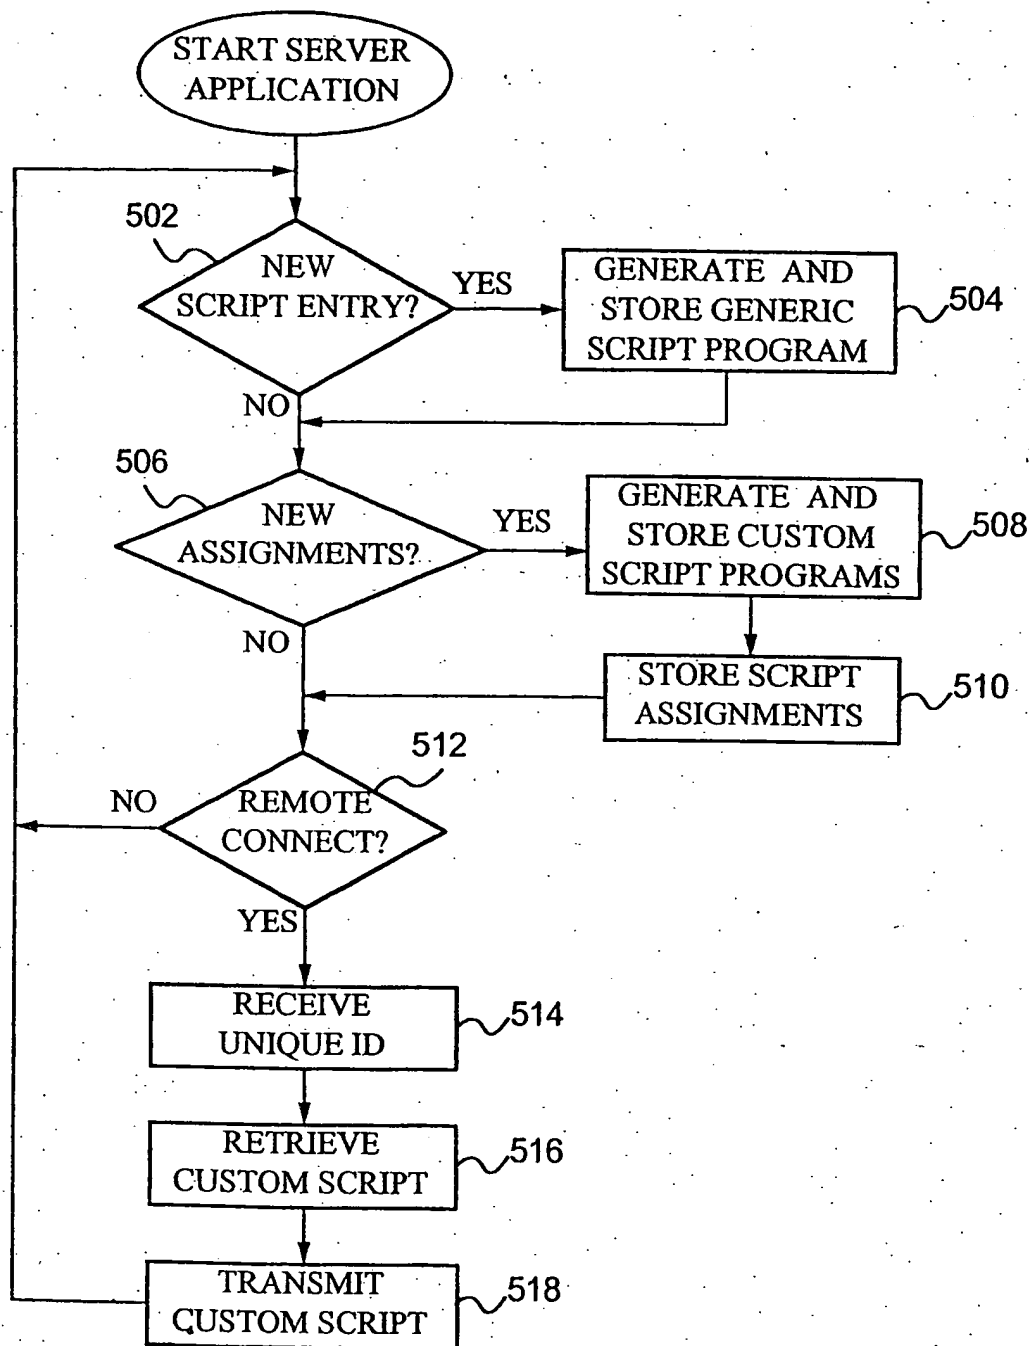 START SERVER
APPLICATION
502
NEW
SCRIPT ENTRY?
YES
GENERATE AND
STORE GENERIC
SCRIPT PROGRAM
504
NO
506
NEW
ASSIGNMENTS?
YES
GENERATE AND
STORE CUSTOM
SCRIPT PROGRAMS
508
NO
STORE SCRIPT
ASSIGNMENTS
510
512
REMOTE
CONNECT?
NO
YES
RECEIVE
UNIQUE ID
514
RETRIEVE
CUSTOM SCRIPT
516
TRANSMIT
CUSTOM SCRIPT
518